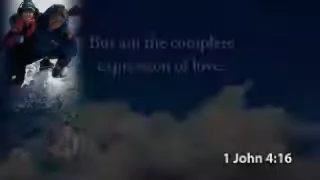 But am the complete
expression of love.
1 John 4:16